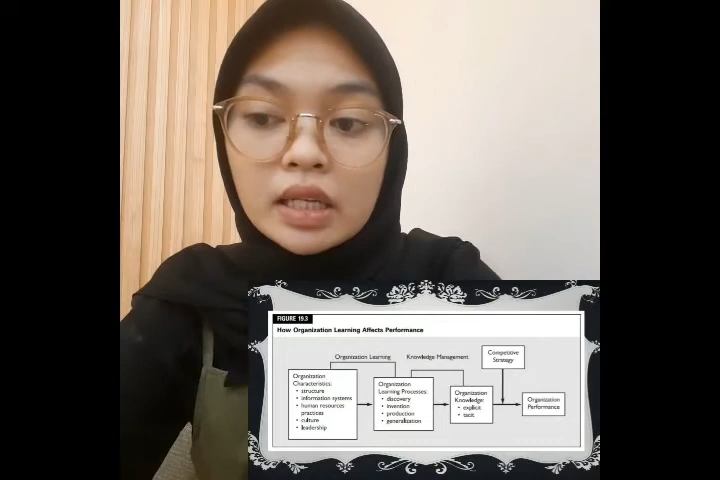 FIGURE 19.3
How Organization Learning Affects Performance
Organization Learning
Knowledge Management
Competitive
Strategy
Organization
Characteristics:
• structure
• information systems
• human resources
practices
• culture
• leadership
Organization
Learning Processes:
• discovery
• invention
• production
• generalization
Organization
Knowledge:
• explicit
• tacit
Organization
Performance